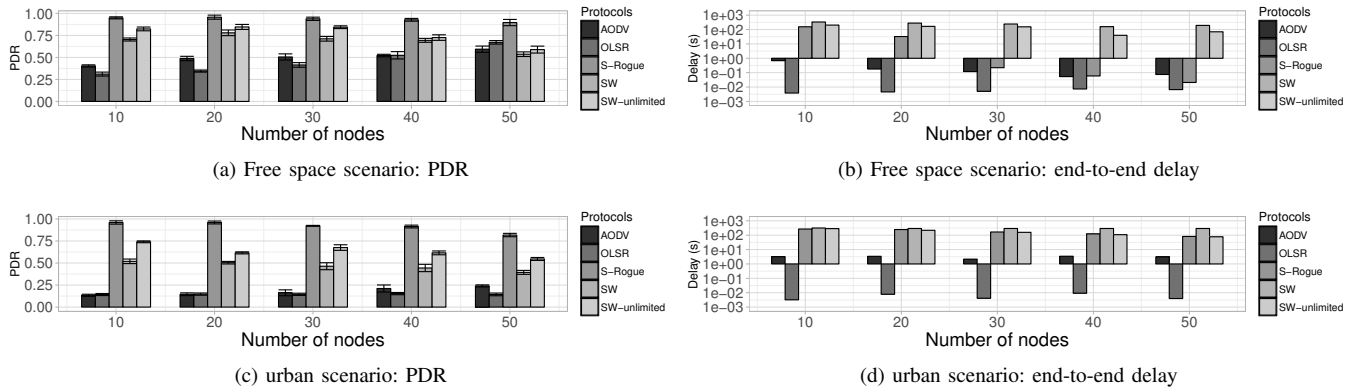 PDR
1.00
0.75
0.50
0.25
0.00
10 20 30 40 50
Number of nodes
Protocols
AODV
OLSR
S−Rogue
SW
SW−unlimited
(a) Free space scenario: PDR
Delay (s)
1e+03
1e+02
1e+01
1e+00
1e−01
1e−02
1e−03
10 20 30 40 50
Number of nodes
Protocols
AODV
OLSR
S−Rogue
SW
SW−unlimited
(b) Free space scenario: end-to-end delay
PDR
1.00
0.75
0.50
0.25
0.00
10 20 30 40 50
Number of nodes
Protocols
AODV
OLSR
S−Rogue
SW
SW−unlimited
(c) urban scenario: PDR
Delay (s)
1e+03
1e+02
1e+01
1e+00
1e−01
1e−02
1e−03
10 20 30 40 50
Number of nodes
Protocols
AODV
OLSR
S−Rogue
SW
SW−unlimited
(d) urban scenario: end-to-end delay